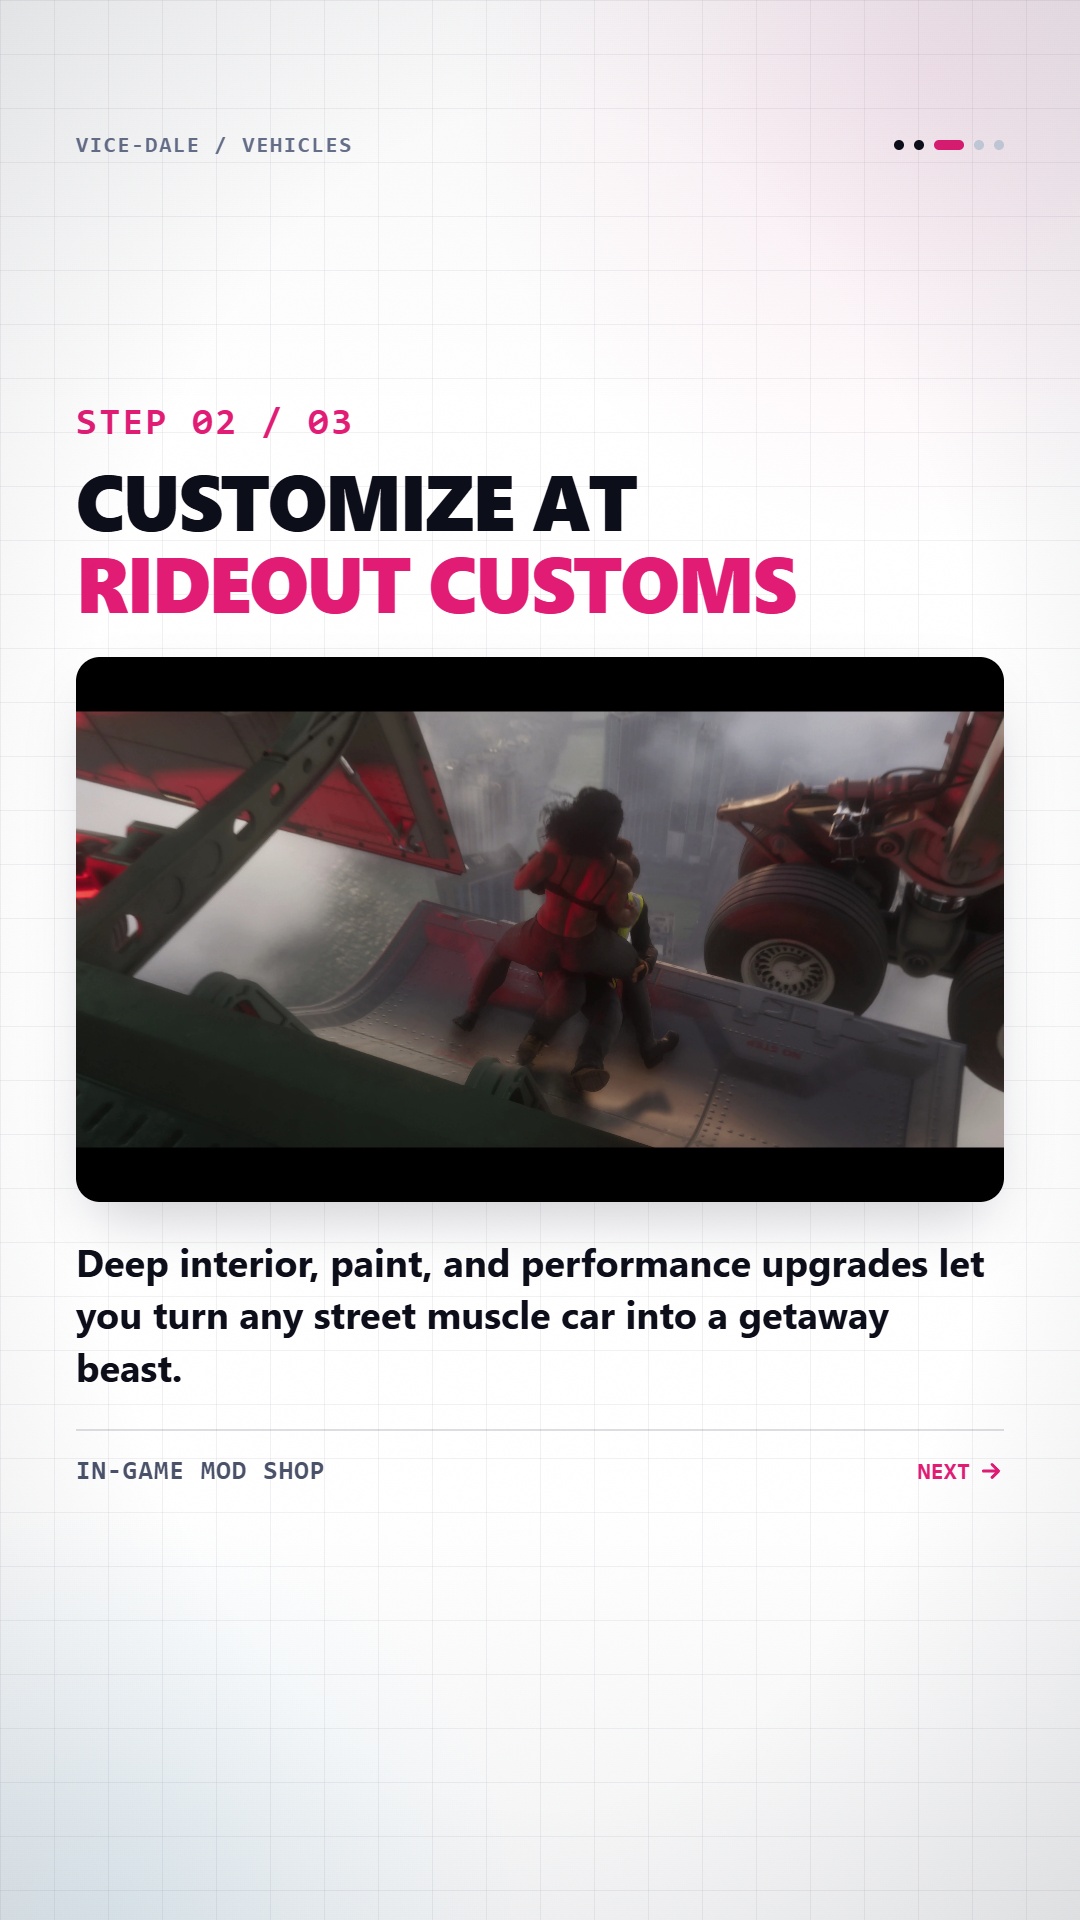 VICE-DALE / VEHICLES
STEP 02 / 03
CUSTOMIZE AT
RIDEOUT CUSTOMS
Deep interior, paint, and performance upgrades let
you turn any street muscle car into a getaway
beast.
IN-GAME MOD SHOP
NEXT →